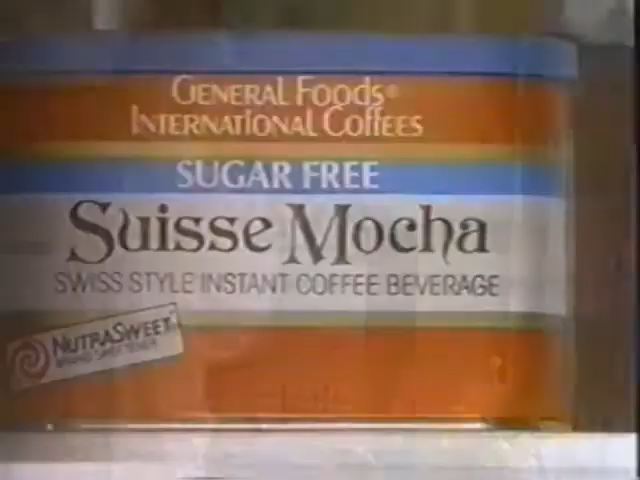 General Foods®
International Coffees
SUGAR FREE
Suisse Mocha
SWISS STYLE INSTANT COFFEE BEVERAGE
NutraSweet